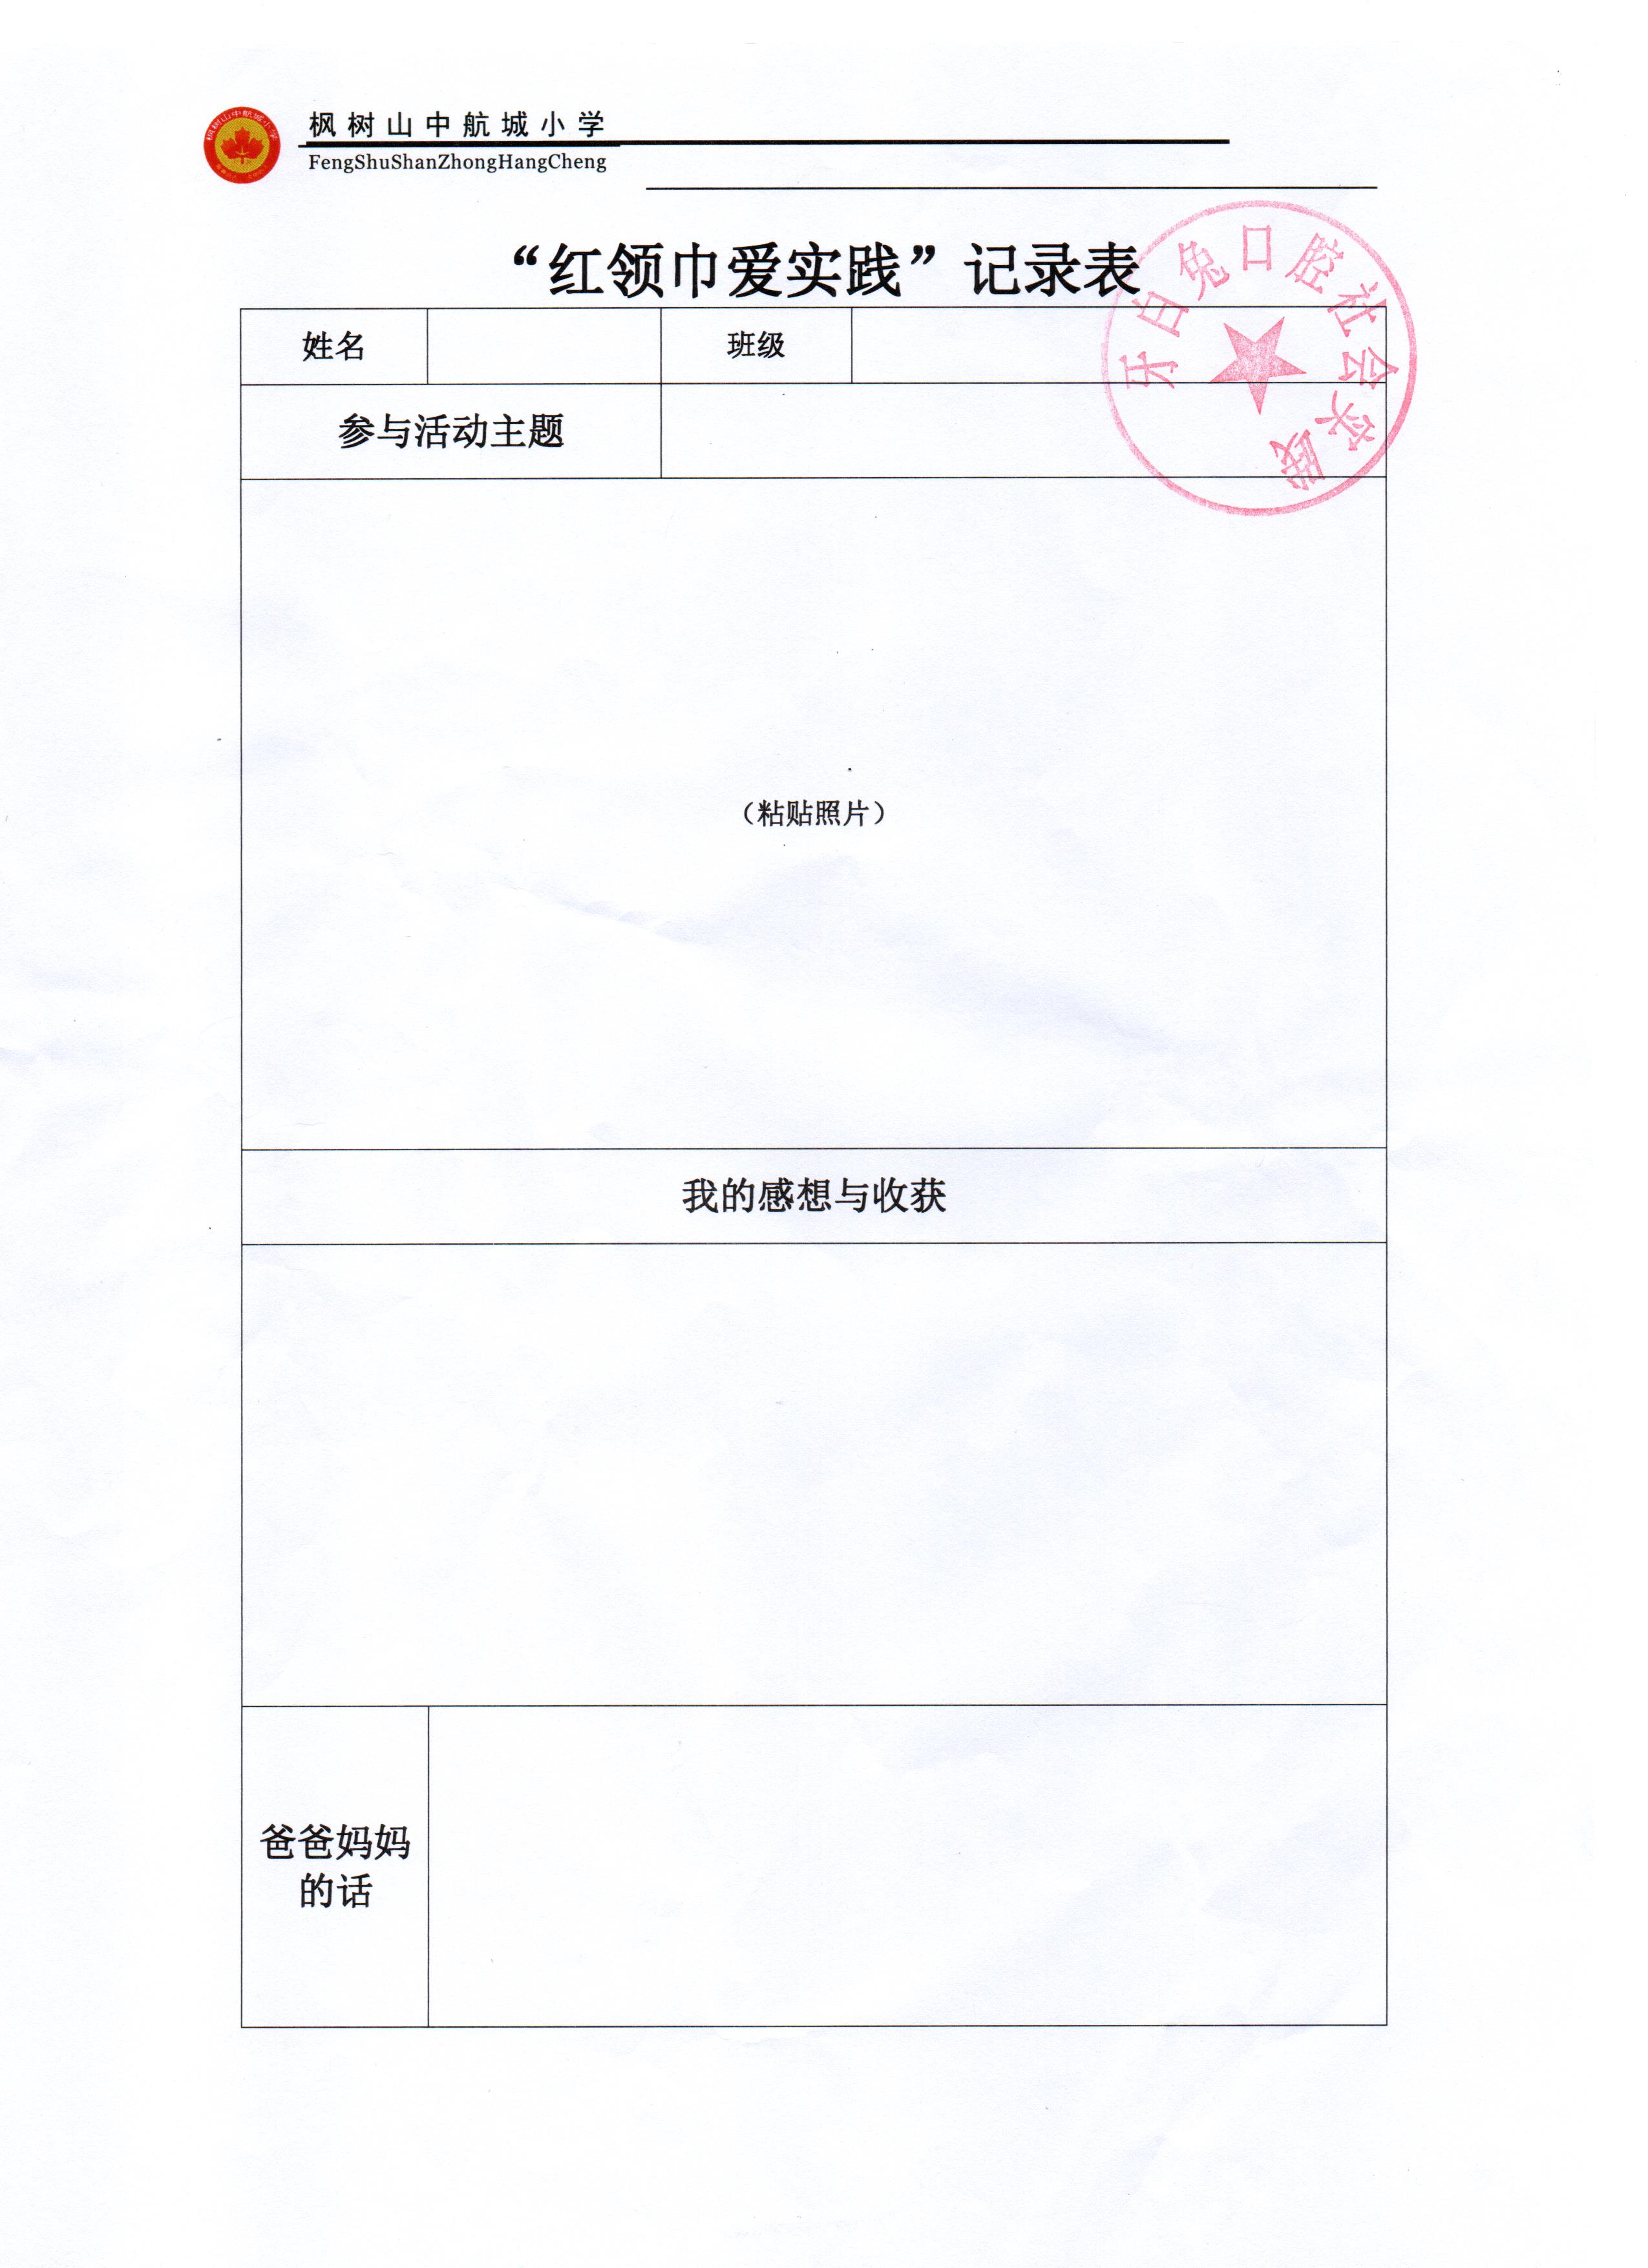 枫树山中航城小学
FengShuShanZhongHangCheng
“红领巾爱实践”记录表
牙白兔口腔社会实践
姓名 班级
参与活动主题
（粘贴照片）
我的感想与收获
爸爸妈妈
的话